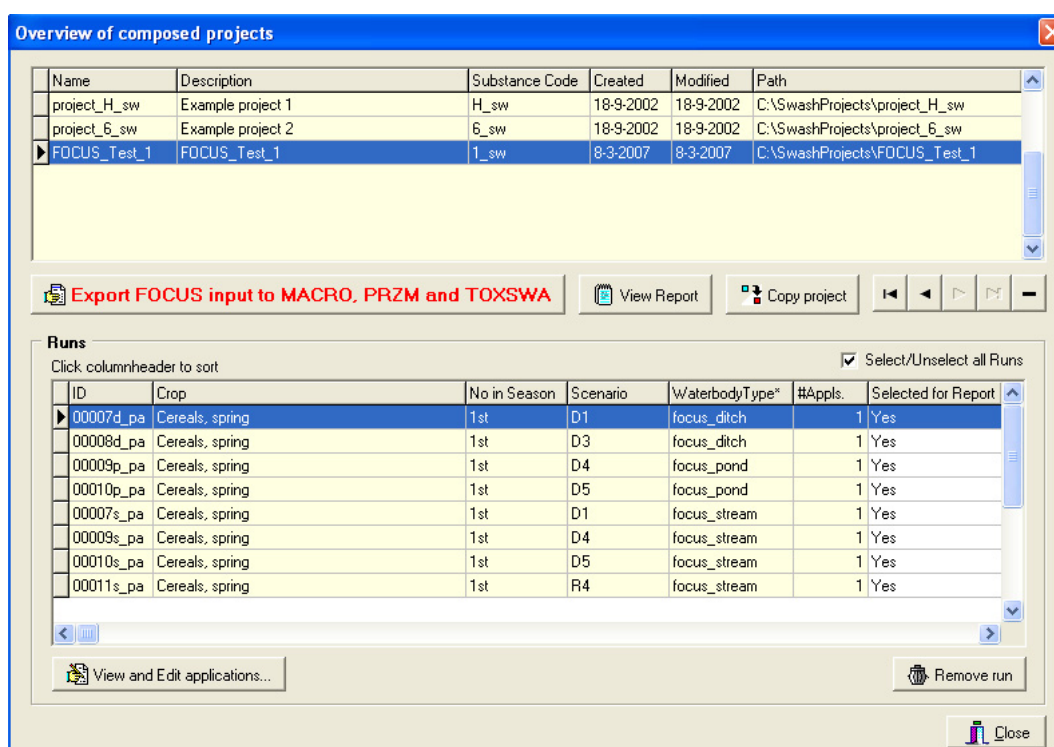 Overview of composed projects
Name Description Substance Code Created Modified Path
project_H_sw Example project 1 H_sw 18-9-2002 18-9-2002 C:\SwashProjects\project_H_sw
project_6_sw Example project 2 6_sw 18-9-2002 18-9-2002 C:\SwashProjects\project_6_sw
FOCUS_Test_1 FOCUS_Test_1 1_sw 8-3-2007 8-3-2007 C:\SwashProjects\FOCUS_Test_1
Export FOCUS input to MACRO, PRZM and TOXSWA View Report Copy project
Runs
Click columnheader to sort Select/Unselect all Runs
ID Crop No in Season Scenario WaterbodyType* #Appls. Selected for Report
00007d_pa Cereals, spring 1st D1 focus_ditch 1 Yes
00008d_pa Cereals, spring 1st D3 focus_ditch 1 Yes
00009p_pa Cereals, spring 1st D4 focus_pond 1 Yes
00010p_pa Cereals, spring 1st D5 focus_pond 1 Yes
00007s_pa Cereals, spring 1st D1 focus_stream 1 Yes
00009s_pa Cereals, spring 1st D4 focus_stream 1 Yes
00010s_pa Cereals, spring 1st D5 focus_stream 1 Yes
00011s_pa Cereals, spring 1st R4 focus_stream 1 Yes
View and Edit applications... Remove run
Close